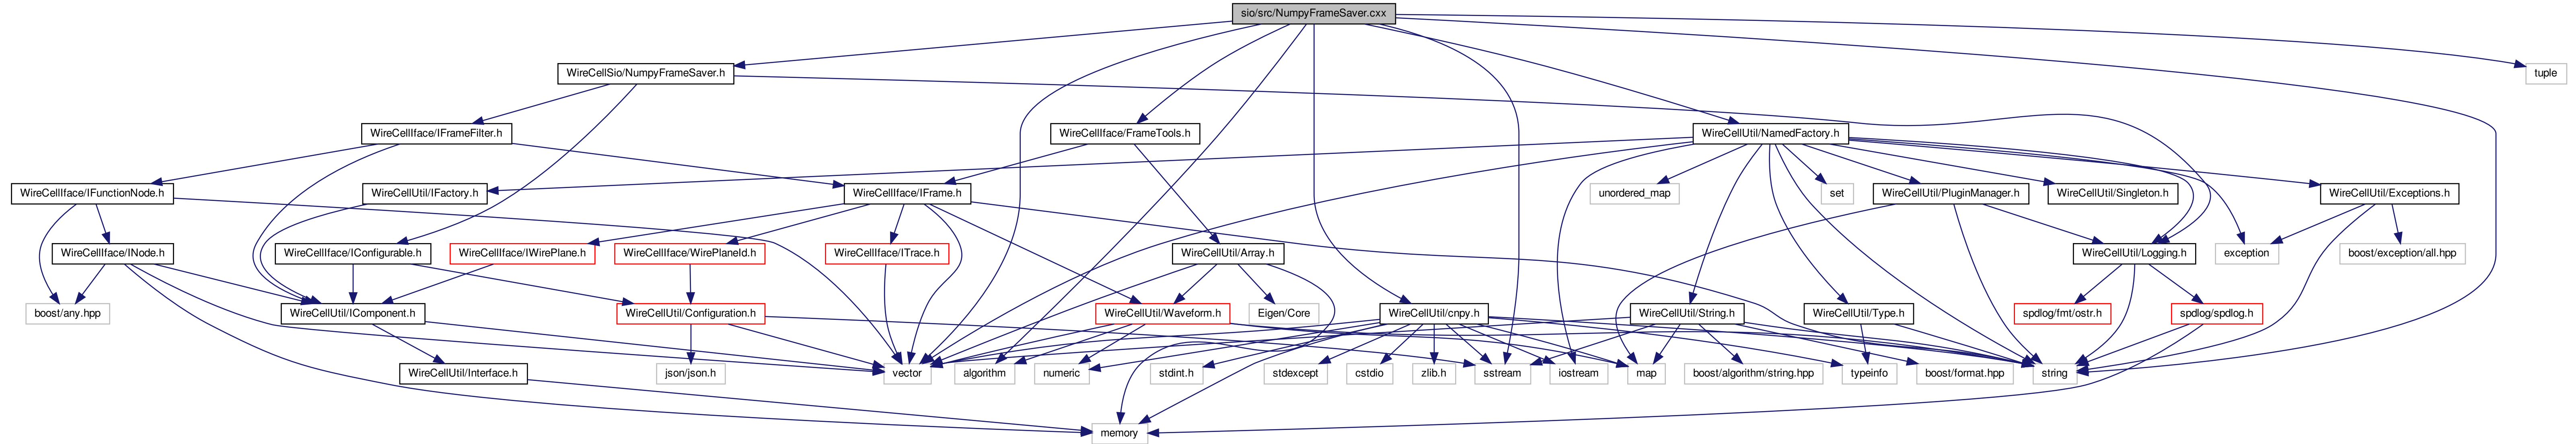 sio/src/NumpyFrameSaver.cxx
WireCellSio/NumpyFrameSaver.h
tuple
WireCellIface/IFrameFilter.h
WireCellIface/FrameTools.h
WireCellUtil/NamedFactory.h
WireCellIface/IFunctionNode.h
WireCellUtil/IFactory.h
WireCellIface/IFrame.h
unordered_map
set
WireCellUtil/PluginManager.h
WireCellUtil/Singleton.h
WireCellUtil/Exceptions.h
WireCellIface/INode.h
WireCellIface/IConfigurable.h
WireCellIface/IWirePlane.h
WireCellIface/WirePlaneId.h
WireCellIface/ITrace.h
WireCellUtil/Array.h
WireCellUtil/Logging.h
exception
boost/exception/all.hpp
boost/any.hpp
WireCellUtil/IComponent.h
WireCellUtil/Configuration.h
WireCellUtil/Waveform.h
Eigen/Core
WireCellUtil/cnpy.h
WireCellUtil/String.h
WireCellUtil/Type.h
spdlog/fmt/ostr.h
spdlog/spdlog.h
WireCellUtil/Interface.h
json/json.h
vector
algorithm
numeric
stdint.h
stdexcept
cstdio
zlib.h
sstream
iostream
map
boost/algorithm/string.hpp
typeinfo
boost/format.hpp
string
memory